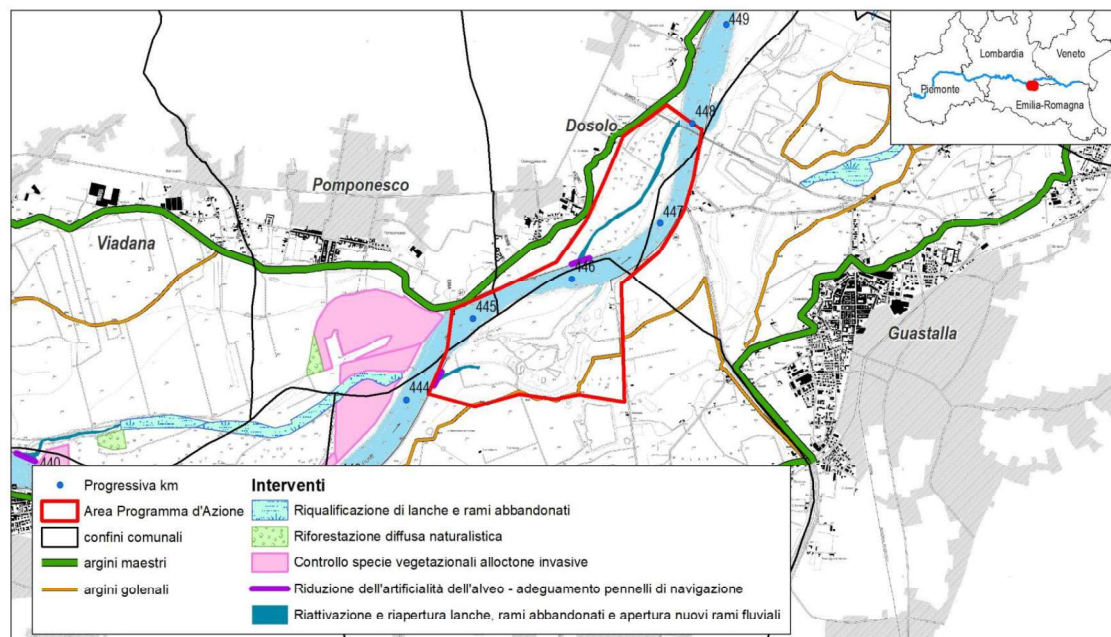 449
Lombardia
Veneto
Piemonte
Emilia-Romagna
448
Dosolo
Pomponesco
447
Viadana
446
445
Guastalla
444
440
Progressiva km
Area Programma d'Azione
confini comunali
argini maestri
argini golenali
Interventi
Riqualificazione di lanche e rami abbandonati
Riforestazione diffusa naturalistica
Controllo specie vegetazionali alloctone invasive
Riduzione dell'artificialità dell'alveo - adeguamento pennelli di navigazione
Riattivazione e riapertura lanche, rami abbandonati e apertura nuovi rami fluviali